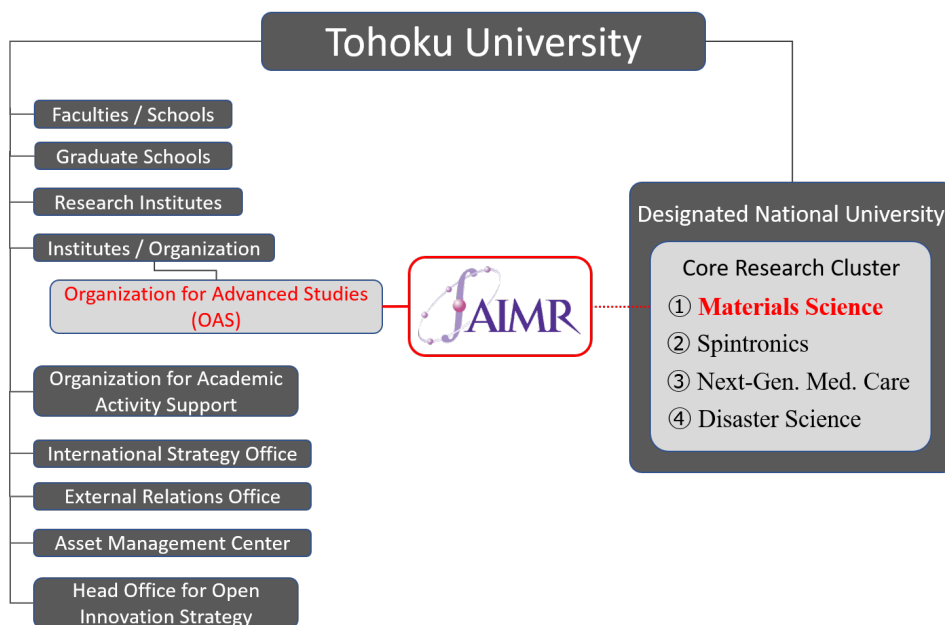 Tohoku University
Faculties / Schools
Graduate Schools
Research Institutes
Institutes / Organization
Organization for Advanced Studies
(OAS)
Organization for Academic
Activity Support
International Strategy Office
External Relations Office
Asset Management Center
Head Office for Open
Innovation Strategy
AIMR
Designated National University
Core Research Cluster
① Materials Science
② Spintronics
③ Next-Gen. Med. Care
④ Disaster Science